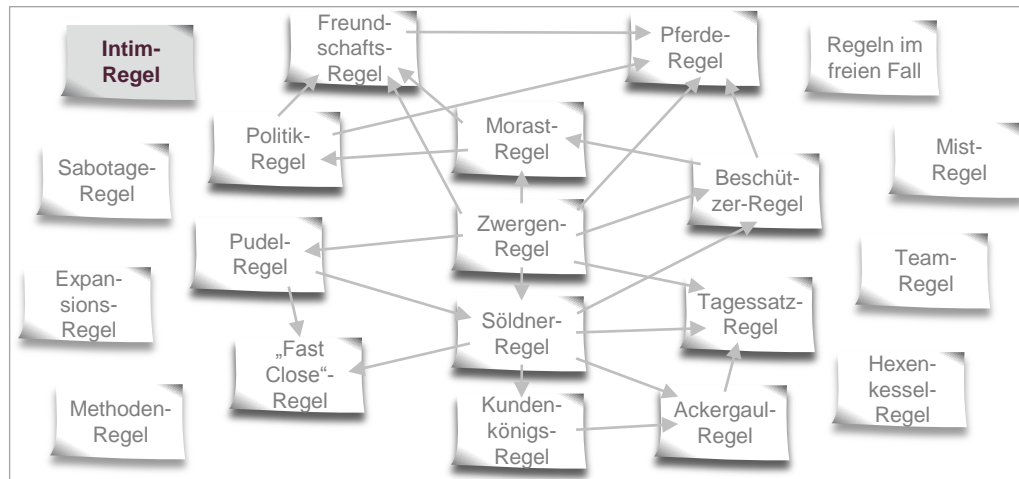 Intim-
Regel
Freund-
schafts-
Regel
Pferde-
Regel
Regeln im
freien Fall
Sabotage-
Regel
Politik-
Regel
Morast-
Regel
Beschüt-
zer-Regel
Mist-
Regel
Expan-
sions-
Regel
Pudel-
Regel
Zwergen-
Regel
Team-
Regel
„Fast
Close“-
Regel
Söldner-
Regel
Tagessatz-
Regel
Methoden-
Regel
Kunden-
königs-
Regel
Ackergaul-
Regel
Hexen-
kessel-
Regel